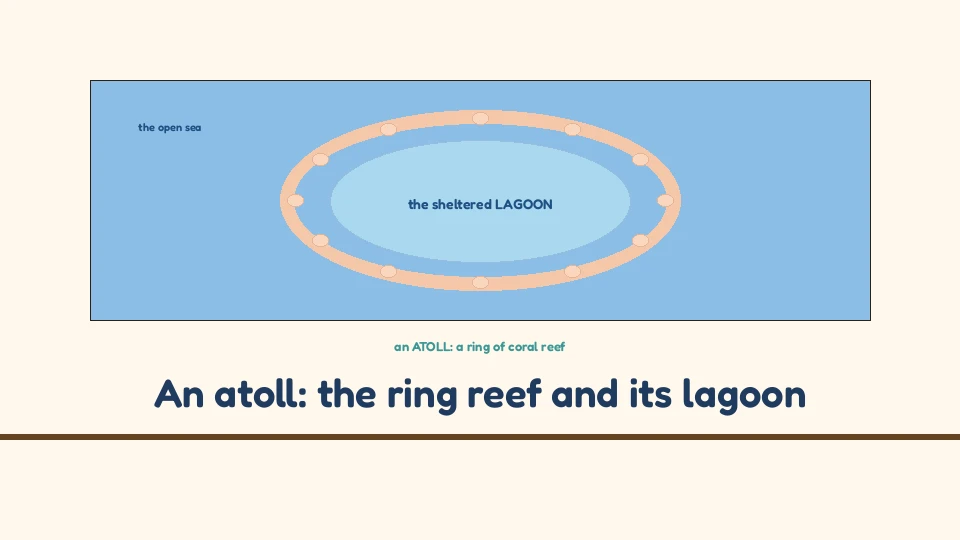 the open sea
the sheltered LAGOON
an ATOLL: a ring of coral reef
An atoll: the ring reef and its lagoon